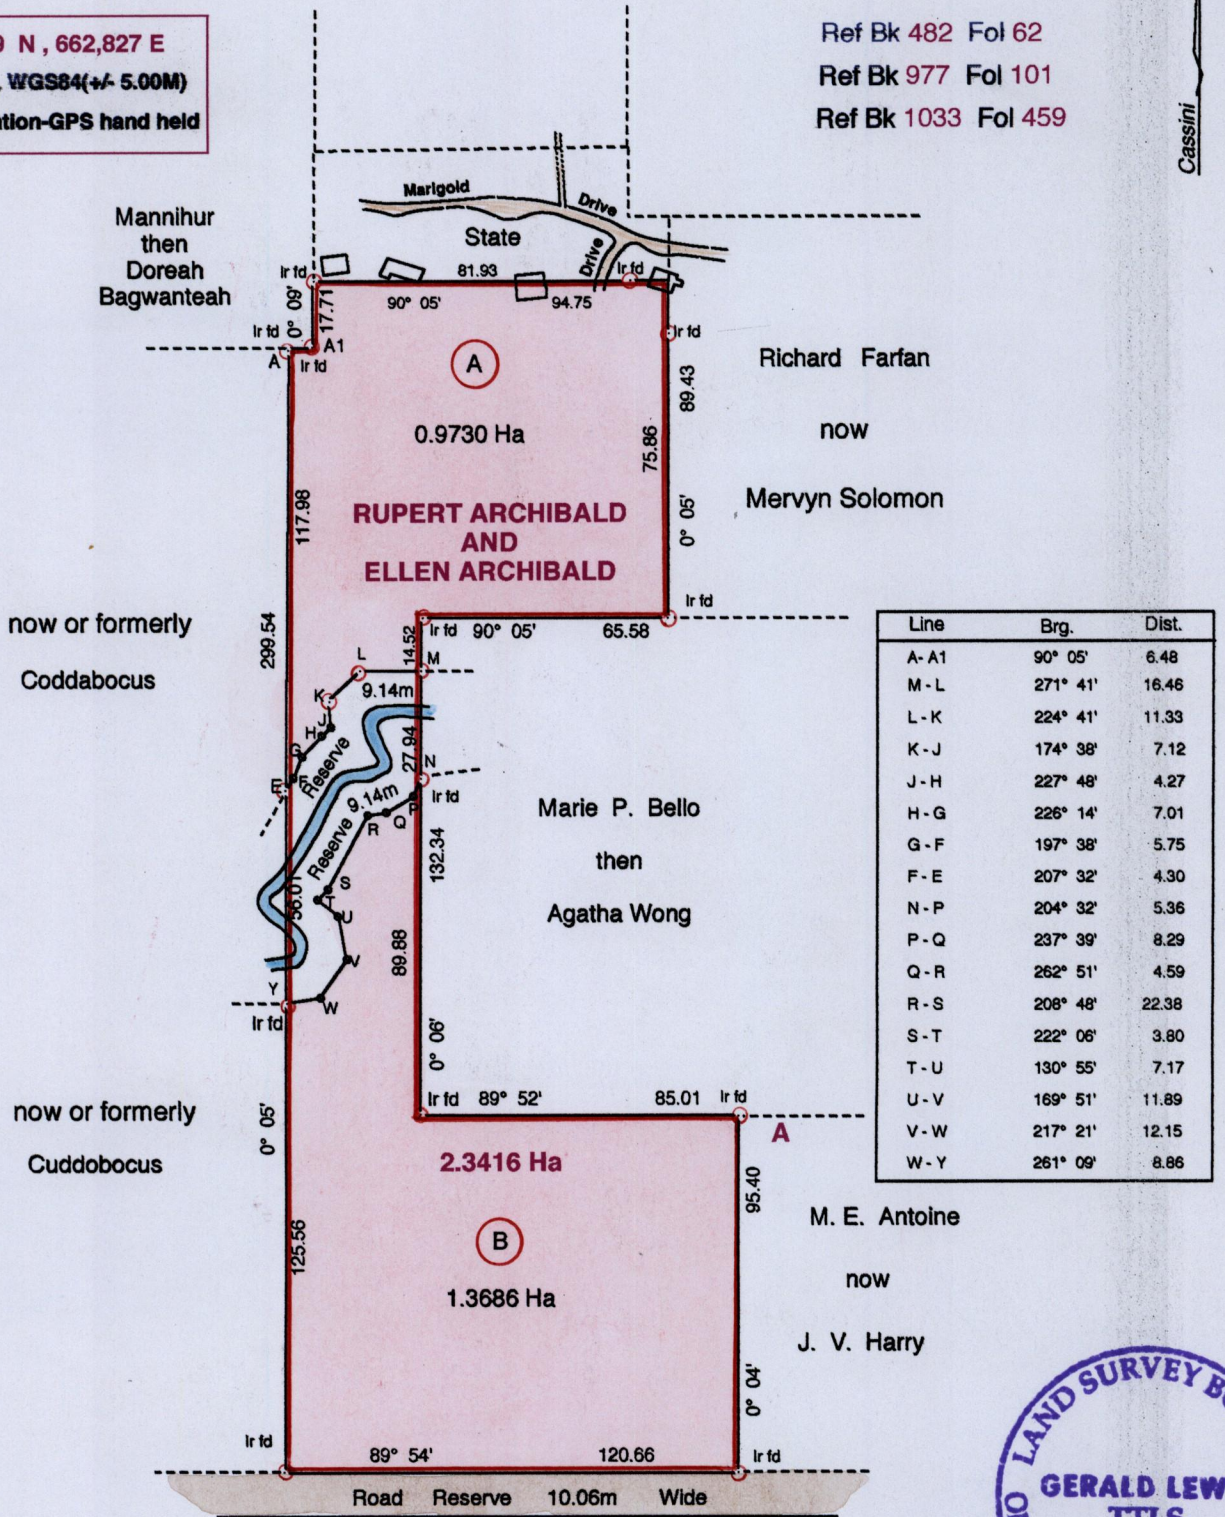 N , 662,827 E
WGS84(+/- 5.00M)
GPS hand held
Ref Bk 482 Fol 62
Ref Bk 977 Fol 101
Ref Bk 1033 Fol 459
Cassini
Mannihur
then
Doreah
Bagwanteah
Marigold
Drive
Drive
State
Ir fd
81.93
Ir fd
90° 05'
94.75
0° 09'
17.71
Ir fd
A
A1
Ir fd
Ir fd
A
0.9730 Ha
89.43
75.86
0° 05'
Richard Farfan
now
Mervyn Solomon
117.98
299.54
RUPERT ARCHIBALD
AND
ELLEN ARCHIBALD
Ir fd
Ir fd 90° 05' 65.58
14.52
now or formerly
Coddabocus
L
M
K
9.14m
J
H
G
F
E
Reserve
27.94
N
Ir fd
9.14m
P
Q
R
Reserve
S
T
U
V
W
Y
56.01
Ir fd
132.34
89.88
0° 06'
Marie P. Bello
then
Agatha Wong
Line Brg. Dist.
A-A1 90° 05' 6.48
M-L 271° 41' 16.46
L-K 224° 41' 11.33
K-J 174° 38' 7.12
J-H 227° 48' 4.27
H-G 226° 14' 7.01
G-F 197° 38' 5.75
F-E 207° 32' 4.30
N-P 204° 32' 5.36
P-Q 237° 39' 8.29
Q-R 262° 51' 4.59
R-S 208° 48' 22.38
S-T 222° 06' 3.80
T-U 130° 55' 7.17
U-V 169° 51' 11.89
V-W 217° 21' 12.15
W-Y 261° 09' 8.86
Ir fd 89° 52' 85.01 Ir fd
A
now or formerly
Cuddobocus
0° 05'
125.56
2.3416 Ha
B
1.3686 Ha
95.40
0° 04'
M. E. Antoine
now
J. V. Harry
Ir fd
89° 54' 120.66
Ir fd
Road Reserve 10.06m Wide
LAND SURVEY
GERALD LEW